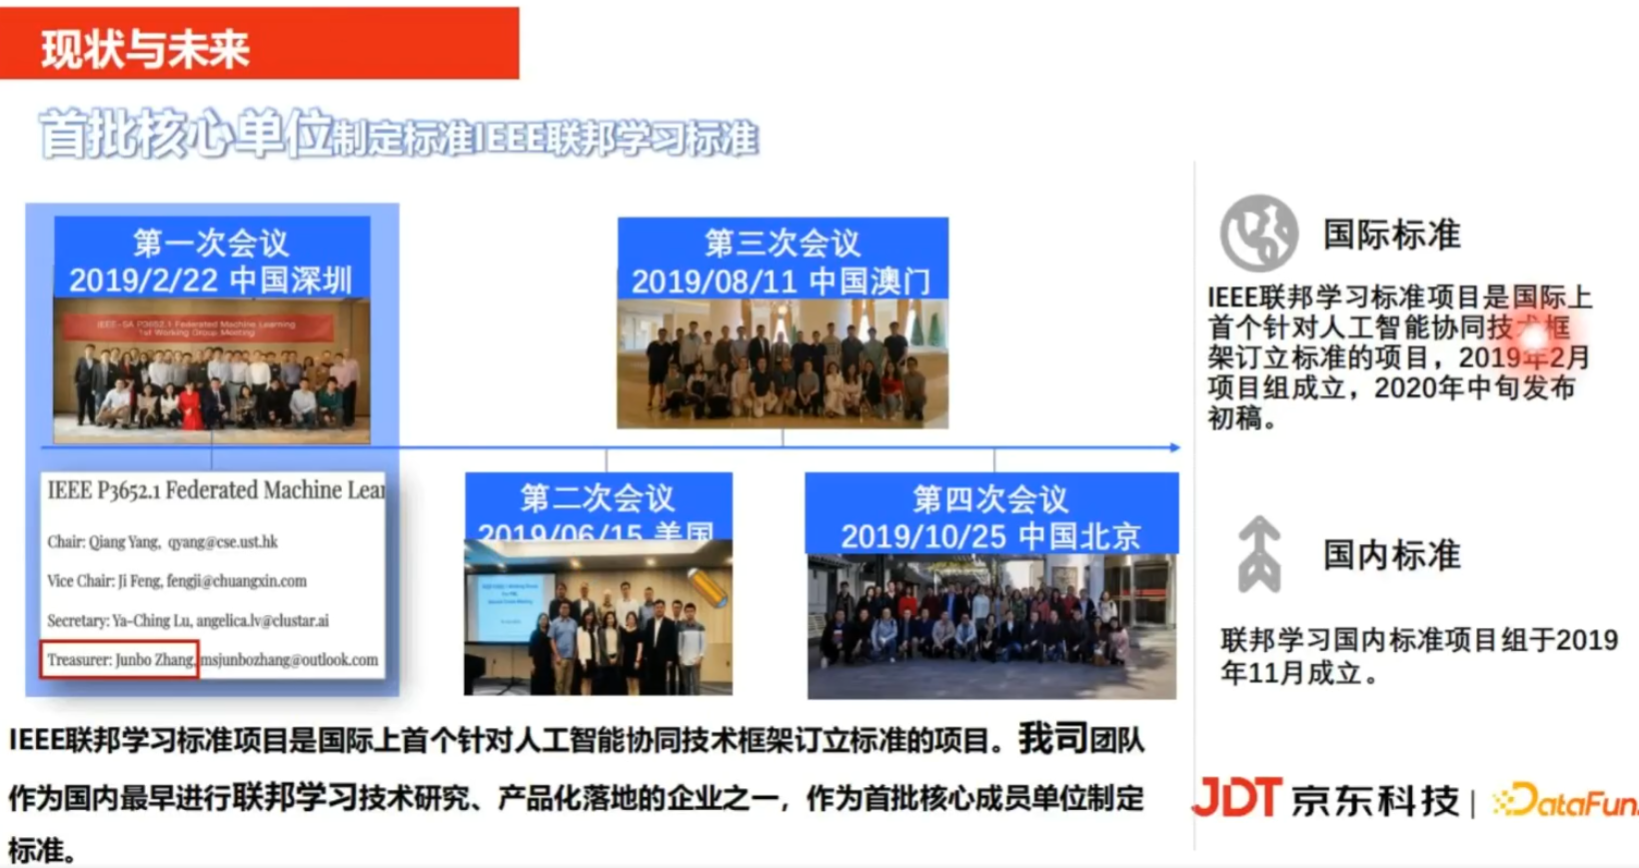 现状与未来
首批核心单位制定标准IEEE联邦学习标准
第一次会议
2019/2/22 中国深圳
IEEE-SA P3652.1 Federated Machine Learning
1st Working Group Meeting
第三次会议
2019/08/11 中国澳门
IEEE P3652.1 Federated Machine Lear
Chair: Qiang Yang, qyang@cse.ust.hk
Vice Chair: Ji Feng, fengji@chuangxin.com
Secretary: Ya-Ching Lu, angelica.lv@clustar.ai
Treasurer: Junbo Zhang, msjunbozhang@outlook.com
第二次会议
2019/06/15 美国
第四次会议
2019/10/25 中国北京
IEEE联邦学习标准项目是国际上首个针对人工智能协同技术框架订立标准的项目。我司团队
作为国内最早进行联邦学习技术研究、产品化落地的企业之一，作为首批核心成员单位制定
标准。
国际标准
IEEE联邦学习标准项目是国际上
首个针对人工智能协同技术框
架订立标准的项目，2019年2月
项目组成立，2020年中旬发布
初稿。
国内标准
联邦学习国内标准项目组于2019
年11月成立。
JDT 京东科技 | DataFun.